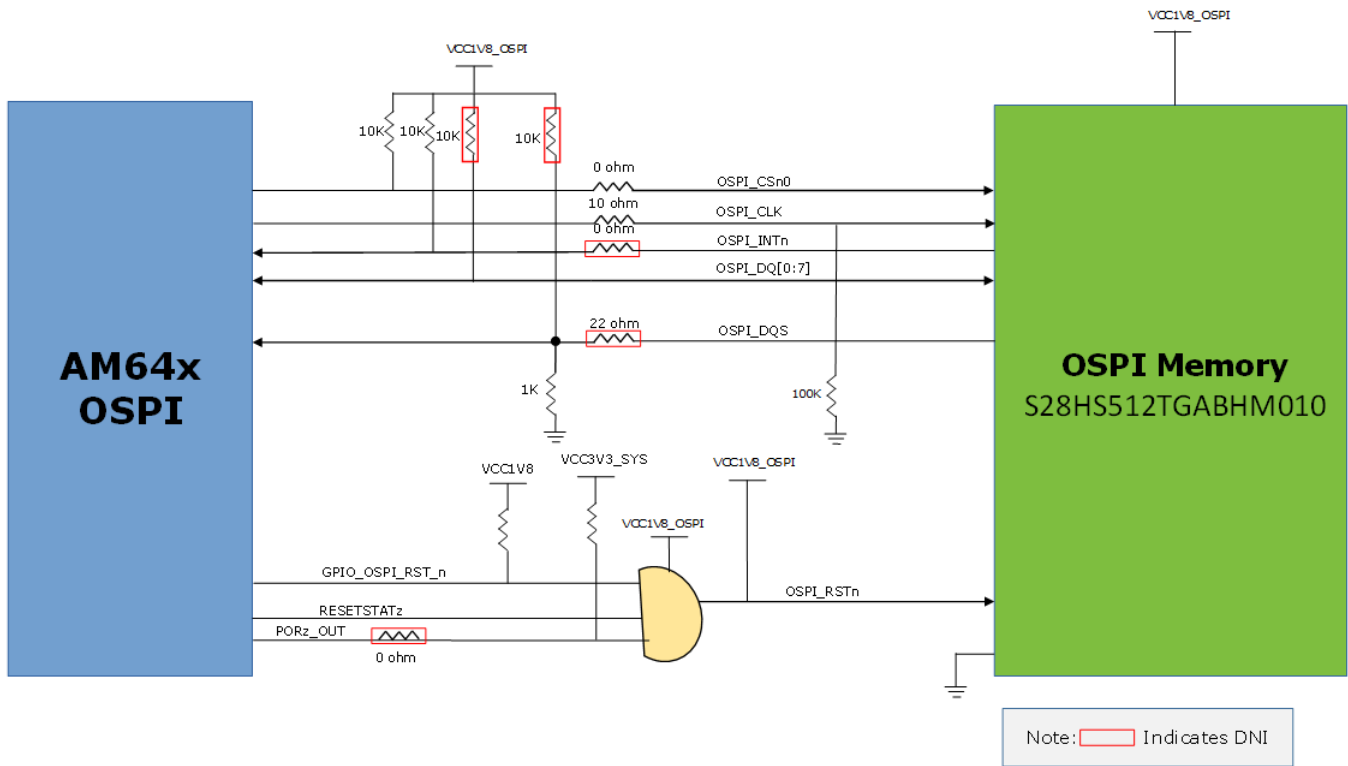 VCC1V8_OSPI
VCC1V8_OSPI
10K
10K
10K
10K
0 ohm
OSPI_CSn0
10 ohm
OSPI_CLK
0 ohm
OSPI_INTn
OSPI_DQ[0:7]
22 ohm
OSPI_DQS
AM64x
OSPI
OSPI Memory
S28HS512TGABHM010
1K
100K
VCC1V8
VCC3V3_SYS
VCC1V8_OSPI
VCC1V8_OSPI
GPIO_OSPI_RST_n
OSPI_RSTn
RESETSTATz
PORz_OUT
0 ohm
Note: Indicates DNI